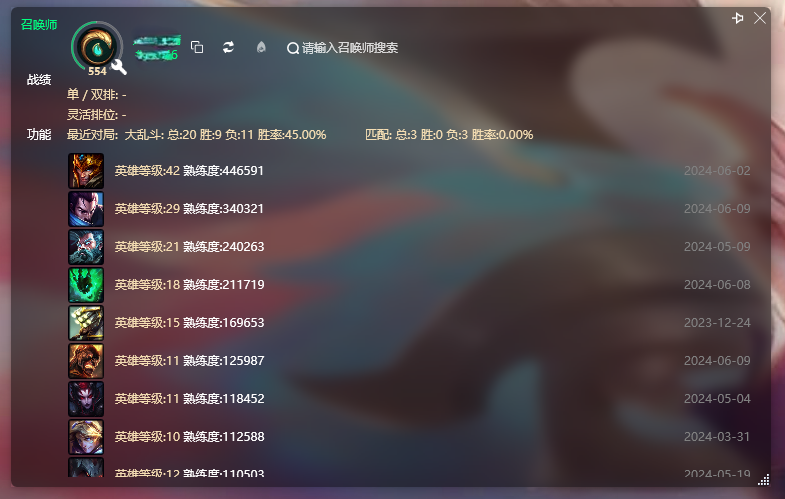 召唤师
554
请输入召唤师搜索
战绩
单 / 双排: -
灵活排位: -
功能
最近对局: 大乱斗: 总:20 胜:9 负:11 胜率:45.00% 匹配: 总:3 胜:0 负:3 胜率:0.00%
英雄等级:42 熟练度:446591 2024-06-02
英雄等级:29 熟练度:340321 2024-06-09
英雄等级:21 熟练度:240263 2024-05-09
英雄等级:18 熟练度:211719 2024-06-08
英雄等级:15 熟练度:169653 2023-12-24
英雄等级:11 熟练度:125987 2024-06-09
英雄等级:11 熟练度:118452 2024-05-04
英雄等级:10 熟练度:112588 2024-03-31
英雄等级:12 熟练度:110503 2024-05-19